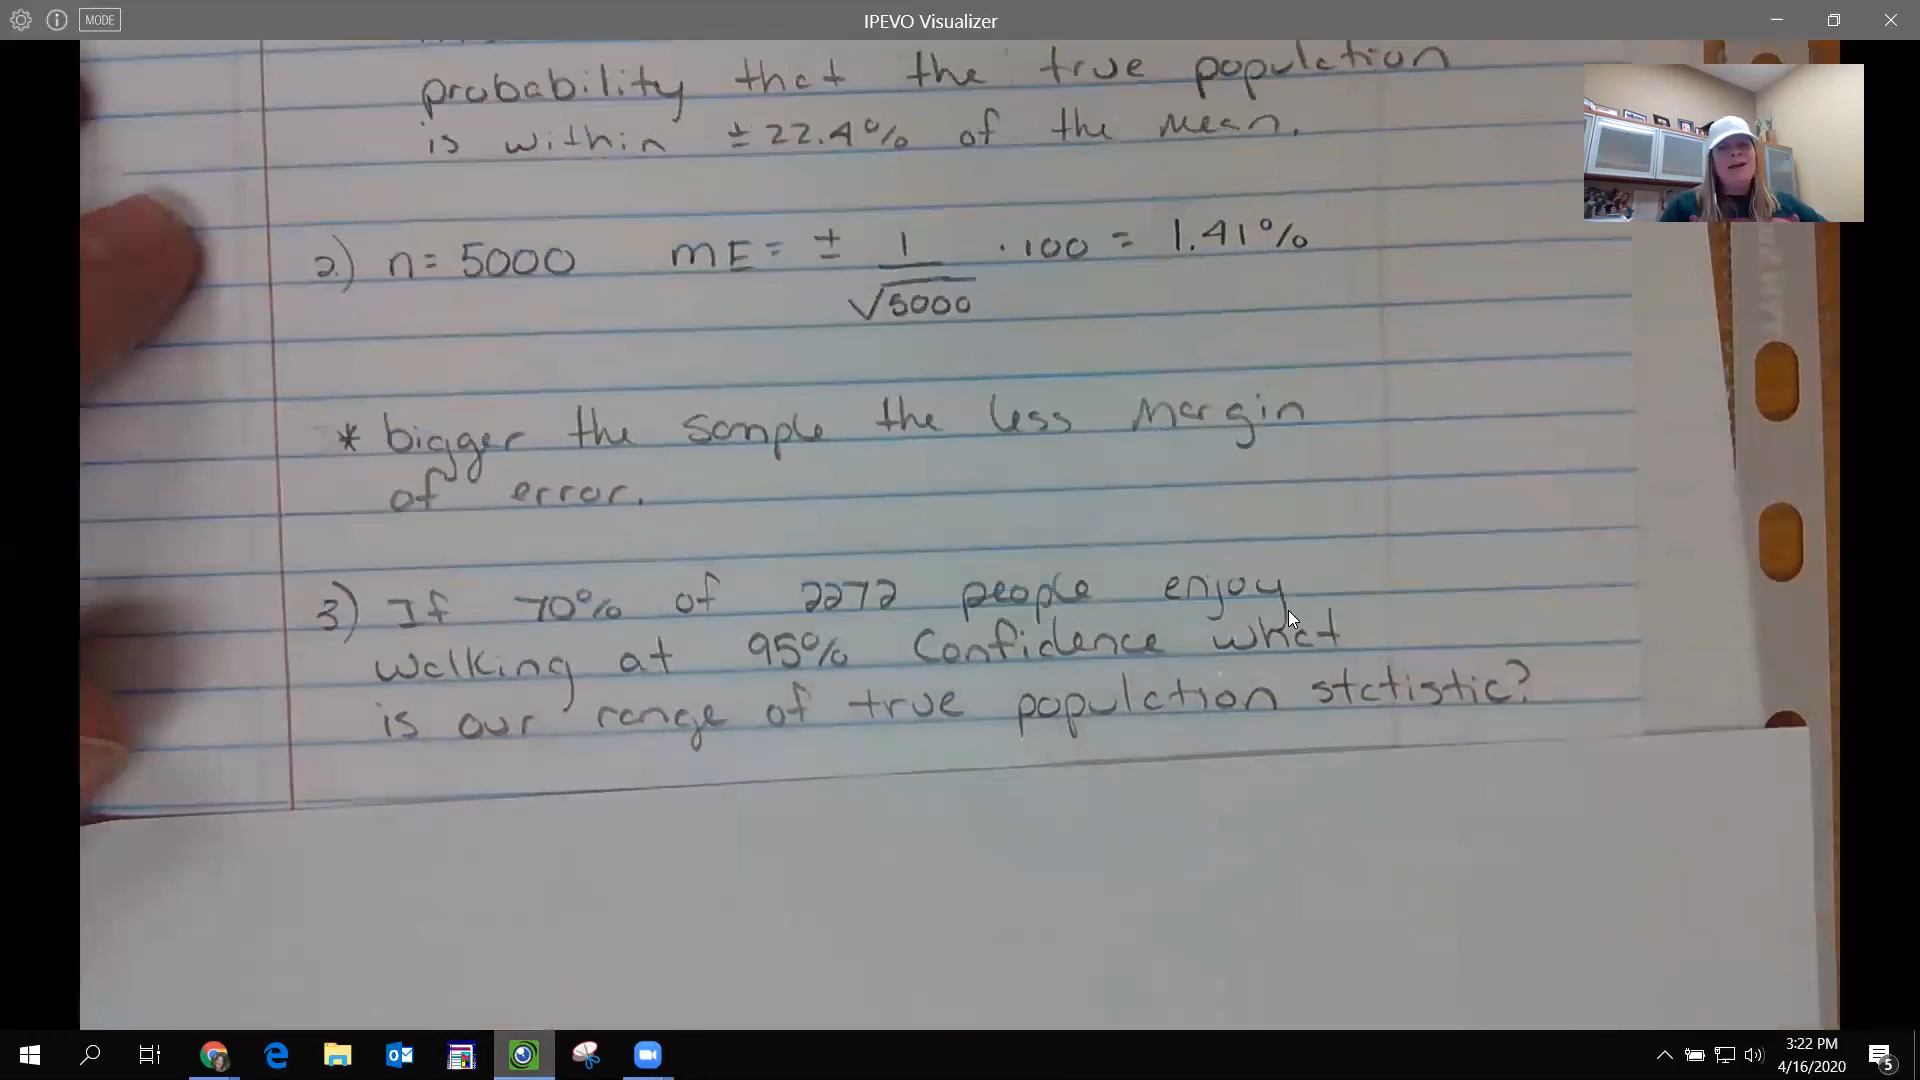 MODE
IPEVO Visualizer
probability that the true population
is within ± 22.4% of the mean.
2.) n = 5000 ME = ± 1/√5000 · 100 = 1.41%
* bigger the sample the less margin
of error.
3) If 70% of 2272 people enjoy
walking at 95% Confidence what
is our range of true population statistic?
3:22 PM
4/16/2020
5